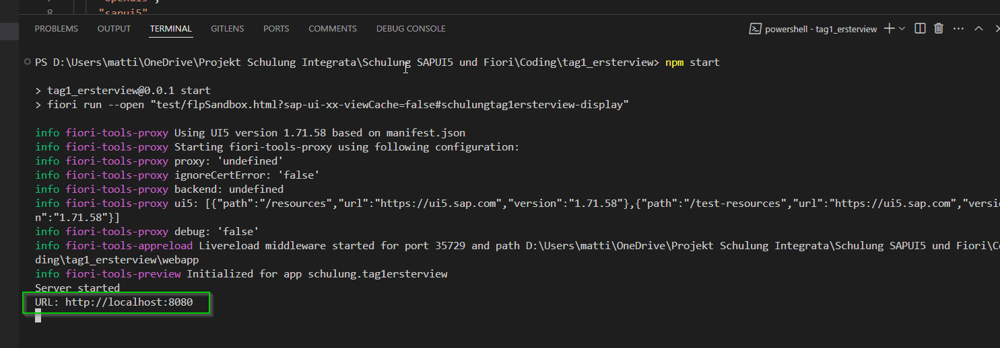 8 "sapui5"
PROBLEMS OUTPUT TERMINAL GITLENS PORTS COMMENTS DEBUG CONSOLE powershell - tag1_ersterview
PS D:\Users\matti\OneDrive\Projekt Schulung Integrata\Schulung SAPUI5 und Fiori\Coding\tag1_ersterview> npm start
> tag1_ersterview@0.0.1 start
> fiori run --open "test/flpSandbox.html?sap-ui-xx-viewCache=false#schulungtag1ersterview-display"
info fiori-tools-proxy Using UI5 version 1.71.58 based on manifest.json
info fiori-tools-proxy Starting fiori-tools-proxy using following configuration:
info fiori-tools-proxy proxy: 'undefined'
info fiori-tools-proxy ignoreCertError: 'false'
info fiori-tools-proxy backend: undefined
info fiori-tools-proxy ui5: [{"path":"/resources","url":"https://ui5.sap.com","version":"1.71.58"},{"path":"/test-resources","url":"https://ui5.sap.com","versio
n":"1.71.58"}]
info fiori-tools-proxy debug: 'false'
info fiori-tools-appreload Livereload middleware started for port 35729 and path D:\Users\matti\OneDrive\Projekt Schulung Integrata\Schulung SAPUI5 und Fiori\Co
ding\tag1_ersterview\webapp
info fiori-tools-preview Initialized for app schulung.tag1ersterview
Server started
URL: http://localhost:8080